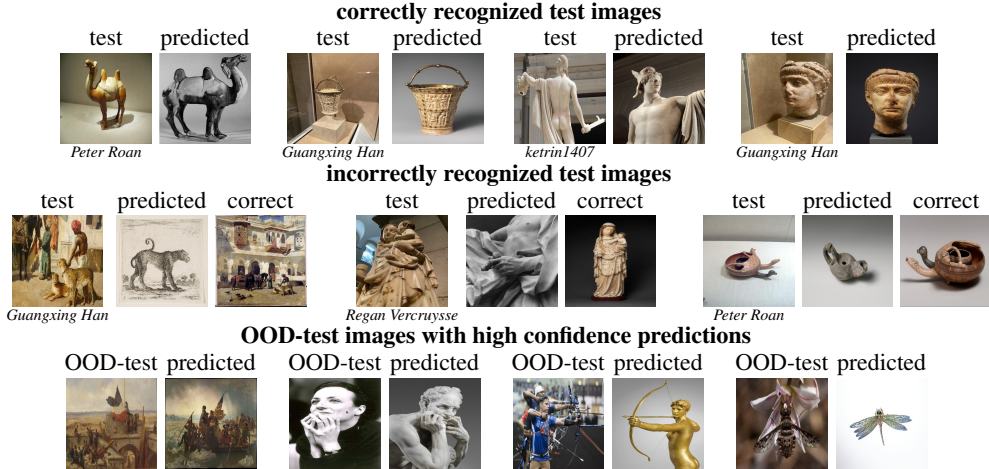 correctly recognized test images
test predicted test predicted test predicted test predicted
Peter Roan Guangxing Han ketrin1407 Guangxing Han
incorrectly recognized test images
test predicted correct test predicted correct test predicted correct
Guangxing Han Regan Vercruysse Peter Roan
OOD-test images with high confidence predictions
OOD-test predicted OOD-test predicted OOD-test predicted OOD-test predicted